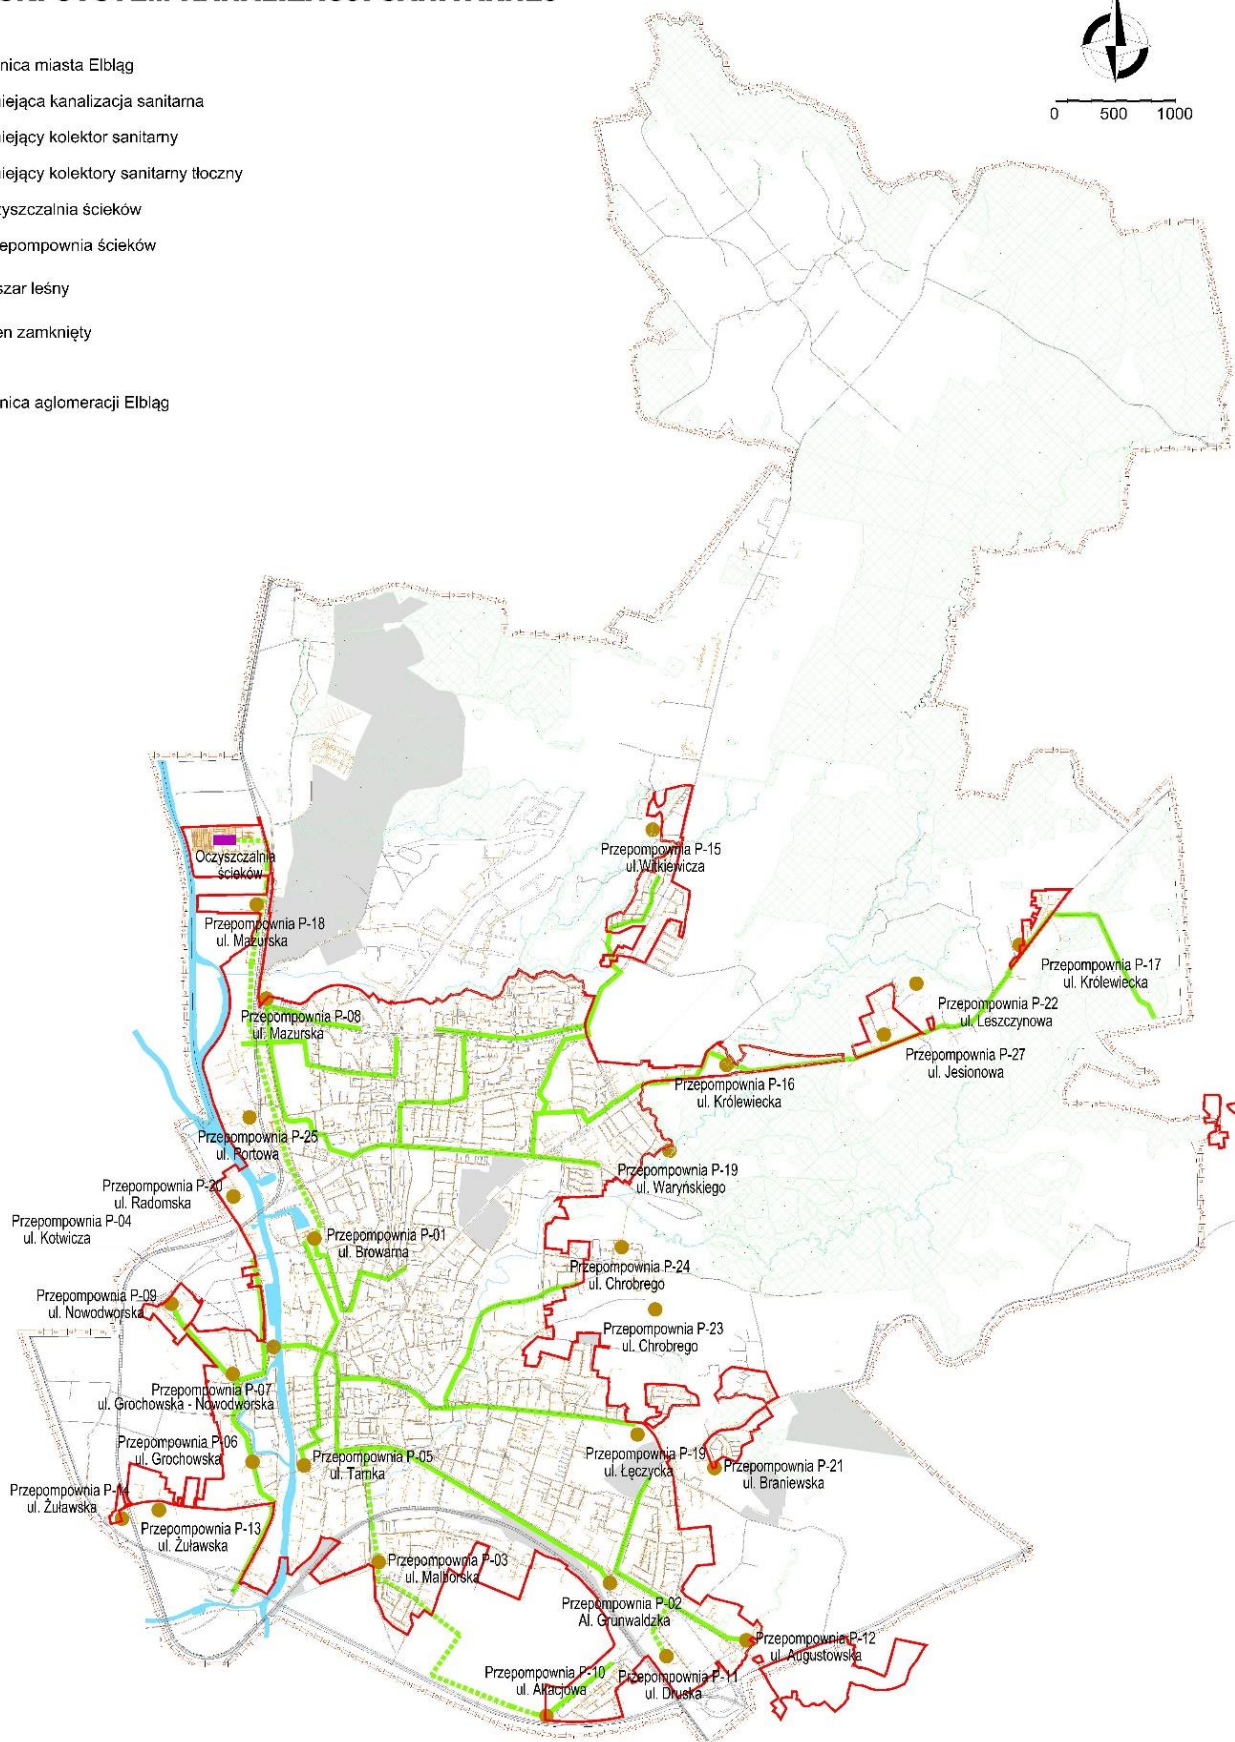 nica miasta Elbląg
iejąca kanalizacja sanitarna
iejący kolektor sanitarny
iejący kolektory sanitarny tłoczny
yszczalnia ścieków
epompownia ścieków
szar leśny
en zamknięty
nica aglomeracji Elbląg
0 500 1000
Przepompownia P-15
ul.Witkiewicza
Oczyszczalnia
ścieków
Przepompownia P-18
ul. Mazurska
Przepompownia P-17
ul. Królewiecka
Przepompownia P-22
ul. Leszczynowa
Przepompownia P-08
ul. Mazurska
Przepompownia P-27
ul. Jesionowa
Przepompownia P-16
ul. Królewiecka
Przepompownia P-25
ul. Portowa
Przepompownia P-19
ul. Waryńskiego
Przepompownia P-20
ul. Radomska
Przepompownia P-04
ul. Kotwicza
Przepompownia P-01
ul. Browarna
Przepompownia P-24
ul. Chrobrego
Przepompownia P-09
ul. Nowodworska
Przepompownia P-23
ul. Chrobrego
Przepompownia P-07
ul. Grochowska - Nowodworska
Przepompownia P-06
ul. Grochowska
Przepompownia P-05
ul. Tamka
Przepompownia P-19
ul. Łęczycka
Przepompownia P-21
ul. Braniewska
Przepompownia P-14
ul. Żuławska
Przepompownia P-13
ul. Żuławska
Przepompownia P-03
ul. Malborska
Przepompownia P-02
Al. Grunwaldzka
Przepompownia P-12
ul. Augustowska
Przepompownia P-10
ul. Akacjowa
Przepompownia P-11
ul. Druska